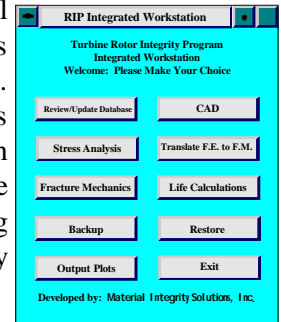 RIP Integrated Workstation
Turbine Rotor Integrity Program
Integrated Workstation
Welcome: Please Make Your Choice
Review/Update Database
CAD
Stress Analysis
Translate F.E. to F.M.
Fracture Mechanics
Life Calculations
Backup
Restore
Output Plots
Exit
Developed by: Material Integrity Solutions, Inc.